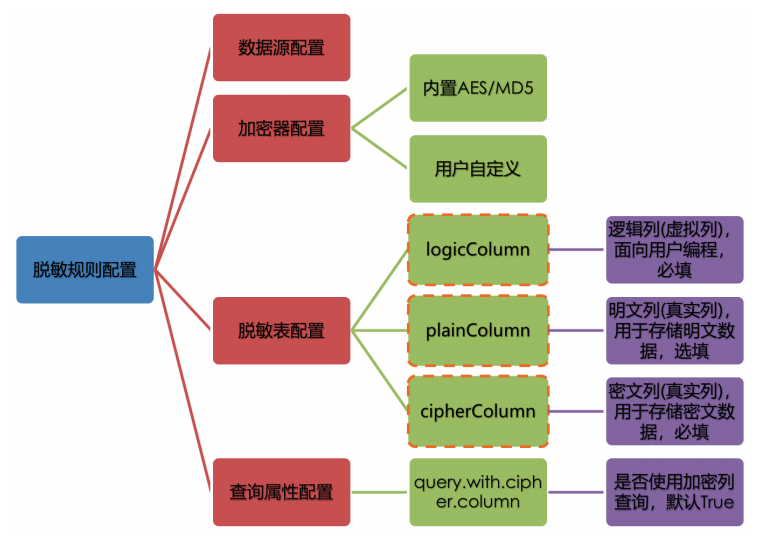 数据源配置
加密器配置
内置AES/MD5
用户自定义
脱敏规则配置
脱敏表配置
logicColumn
逻辑列(虚拟列)，
面向用户编程，
必填
plainColumn
明文列(真实列)，
用于存储明文数
据，选填
cipherColumn
密文列(真实列)，
用于存储密文数
据，必填
查询属性配置
query.with.ciph
er.column
是否使用加密列
查询，默认True